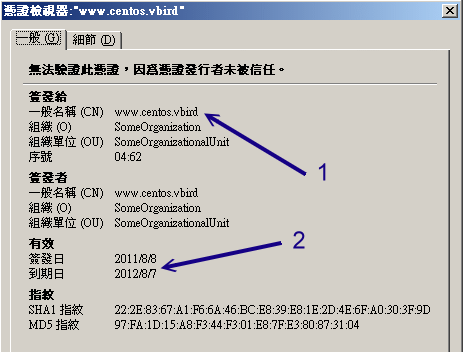 憑證檢視器:"www.centos.vbird"
一般 (G) 細節 (D)
無法驗證此憑證，因為憑證發行者未被信任。
簽發給
一般名稱 (CN) www.centos.vbird
組織 (O) SomeOrganization
組織單位 (OU) SomeOrganizationalUnit
序號 04:62
簽發者
一般名稱 (CN) www.centos.vbird
組織 (O) SomeOrganization
組織單位 (OU) SomeOrganizationalUnit
有效
簽發日 2011/8/8
到期日 2012/8/7
指紋
SHA1 指紋 22:2E:83:67:A1:F6:6A:46:BC:E8:39:E8:1E:2D:4E:6F:A0:30:3F:9D
MD5 指紋 97:FA:1D:15:A8:F3:44:F3:01:E8:7F:E3:80:87:31:04
1
2